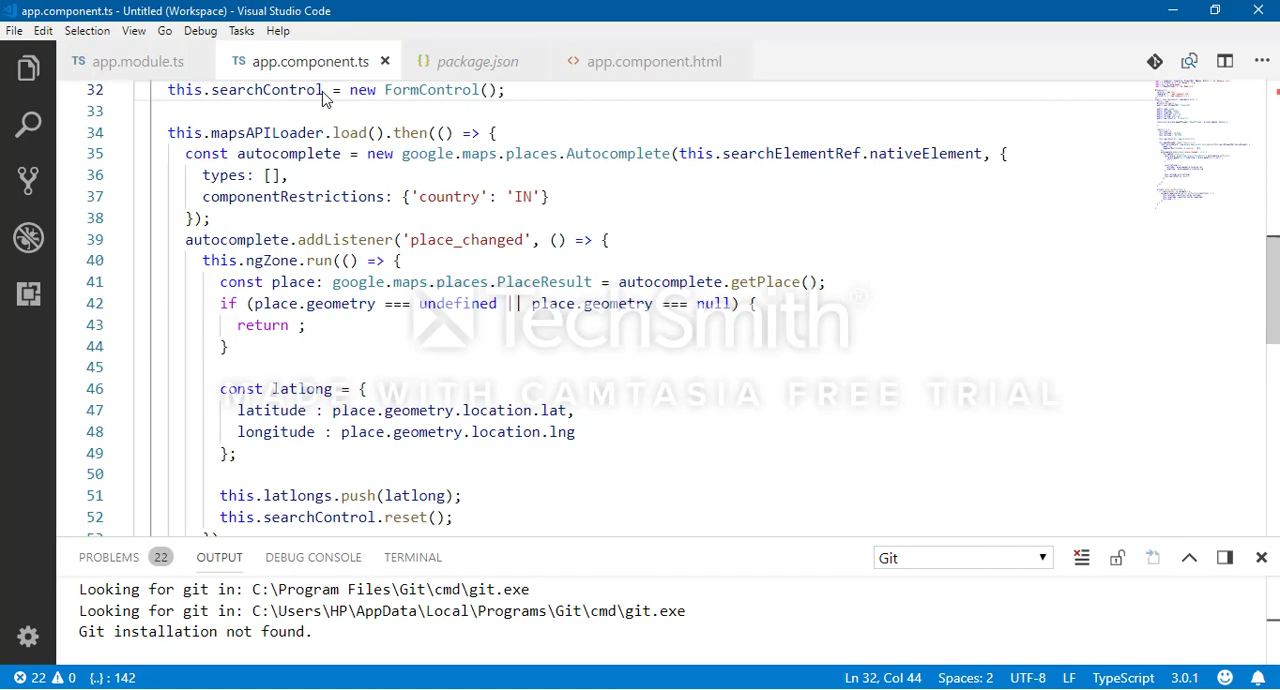 app.component.ts - Untitled (Workspace) - Visual Studio Code
File Edit Selection View Go Debug Tasks Help
TS app.module.ts TS app.component.ts {} package.json <> app.component.html
32 this.searchControl = new FormControl();
33
34 this.mapsAPILoader.load().then(() => {
35 const autocomplete = new google.maps.places.Autocomplete(this.searchElementRef.nativeElement, {
36 types: [],
37 componentRestrictions: {'country': 'IN'}
38 });
39 autocomplete.addListener('place_changed', () => {
40 this.ngZone.run(() => {
41 const place: google.maps.places.PlaceResult = autocomplete.getPlace();
42 if (place.geometry === undefined || place.geometry === null) {
43 return ;
44 }
45
46 const latlong = {
47 latitude : place.geometry.location.lat,
48 longitude : place.geometry.location.lng
49 };
50
51 this.latlongs.push(latlong);
52 this.searchControl.reset();
TechSmith®
MADE WITH CAMTASIA FREE TRIAL
PROBLEMS 22 OUTPUT DEBUG CONSOLE TERMINAL Git
Looking for git in: C:\Program Files\Git\cmd\git.exe
Looking for git in: C:\Users\HP\AppData\Local\Programs\Git\cmd\git.exe
Git installation not found.
22 0 {..} : 142 Ln 32, Col 44 Spaces: 2 UTF-8 LF TypeScript 3.0.1